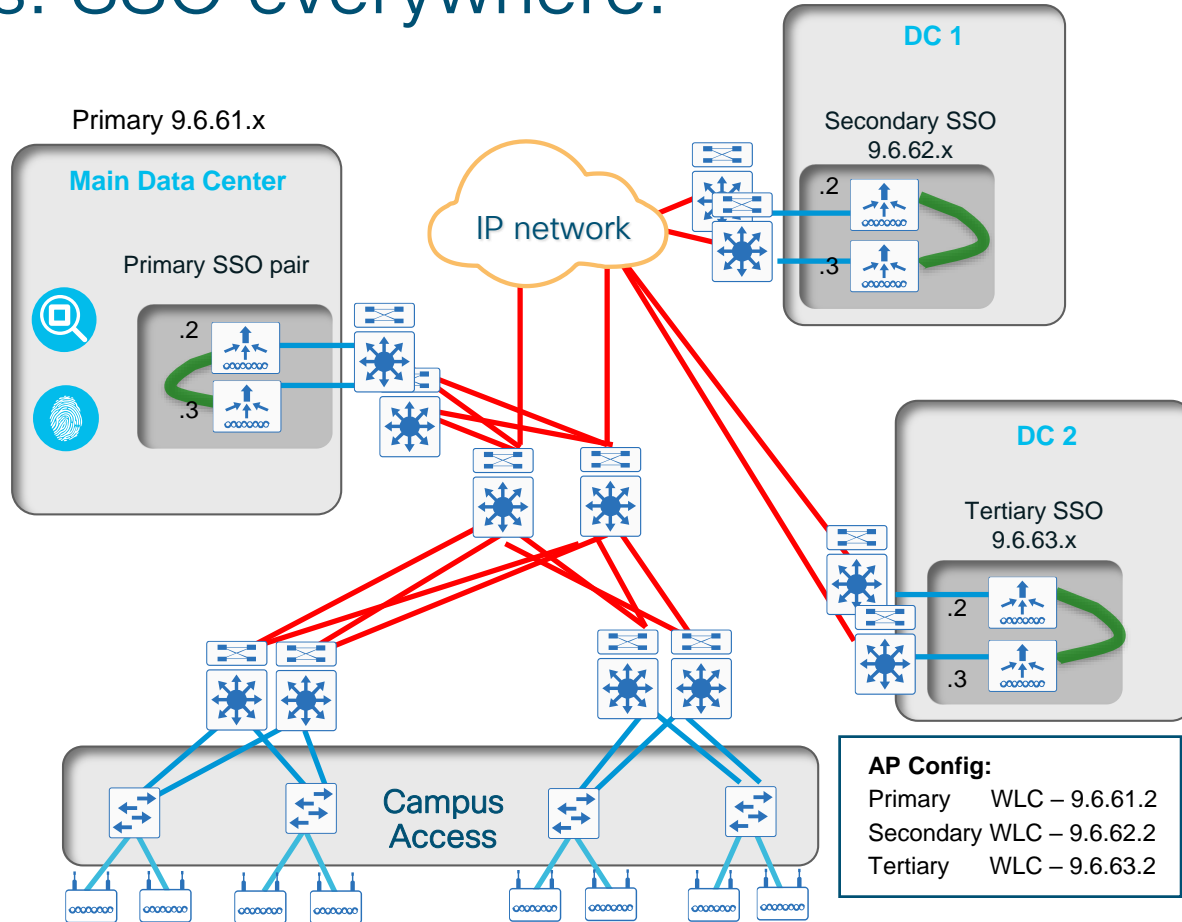 s: SSO everywhere.
Primary 9.6.61.x
Main Data Center
Primary SSO pair
.2
.3
IP network
DC 1
Secondary SSO
9.6.62.x
.2
.3
DC 2
Tertiary SSO
9.6.63.x
.2
.3
Campus
Access
AP Config:
Primary WLC – 9.6.61.2
Secondary WLC – 9.6.62.2
Tertiary WLC – 9.6.63.2